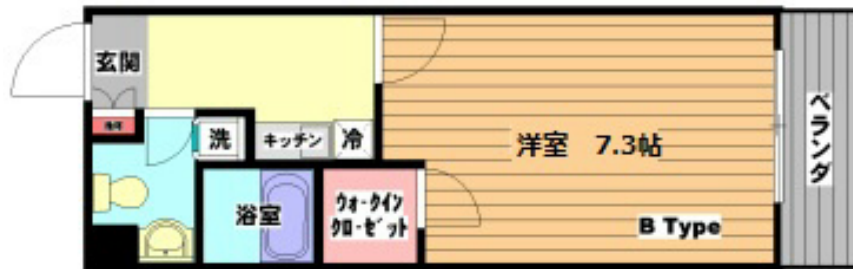 玄関
洗
キッチン
冷
洋室 7.3帖
ベランダ
浴室
ウォークイン
クローゼット
B Type